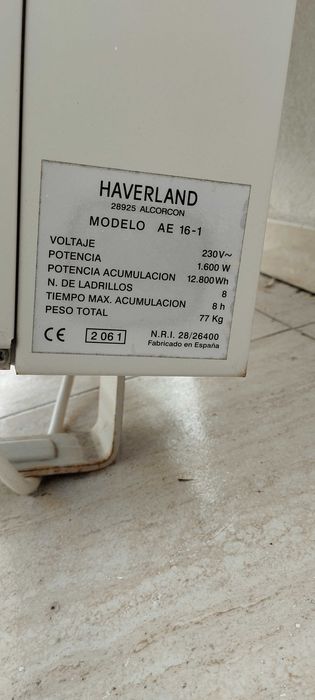 HAVERLAND
28925 ALCORCON
MODELO AE 16-1
VOLTAJE 230V~
POTENCIA 1.600 W
POTENCIA ACUMULACION 12.800Wh
N. DE LADRILLOS 8
TIEMPO MAX. ACUMULACION 8 h
PESO TOTAL 77 Kg
CE 2061 N.R.I. 28/26400
Fabricado en España